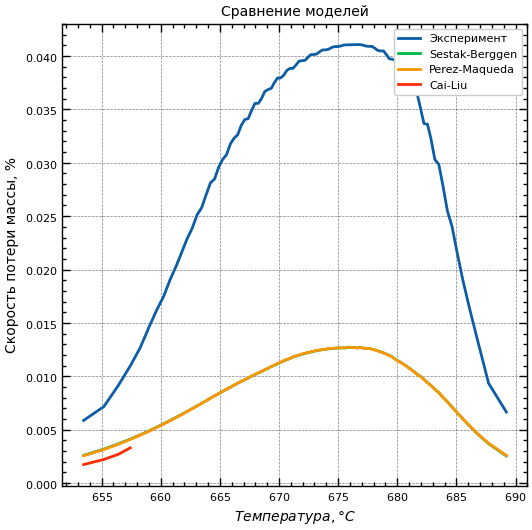 Сравнение моделей
Скорость потери массы, %
0.040
0.035
0.030
0.025
0.020
0.015
0.010
0.005
0.000
Эксперимент
Sestak-Berggen
Perez-Maqueda
Cai-Liu
655 660 665 670 675 680 685 690
Температура, °C